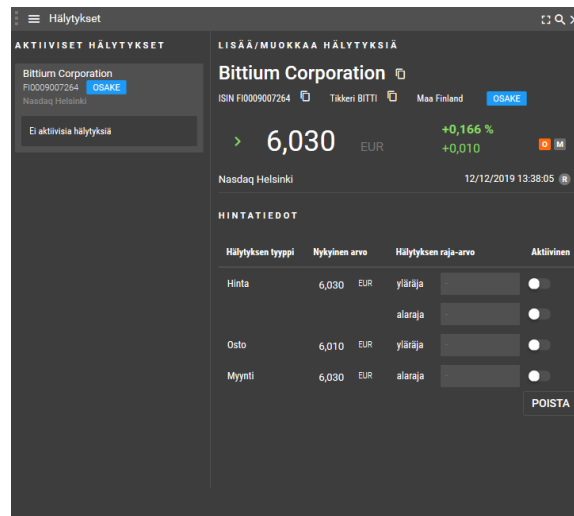 Hälytykset
AKTIIVISET HÄLYTYKSET
Bittium Corporation
FI0009007264 OSAKE
Nasdaq Helsinki
Ei aktiivisia hälytyksiä
LISÄÄ/MUOKKAA HÄLYTYKSIÄ
Bittium Corporation
ISIN FI0009007264 Tikkeri BITTI Maa Finland OSAKE
6,030 EUR
+0,166 %
+0,010
O M
Nasdaq Helsinki 12/12/2019 13:38:05 R
HINTATIEDOT
Hälytyksen tyyppi Nykyinen arvo Hälytyksen raja-arvo Aktiivinen
Hinta 6,030 EUR yläräja -
alaraja -
Osto 6,010 EUR yläräja -
Myynti 6,030 EUR alaraja -
POISTA